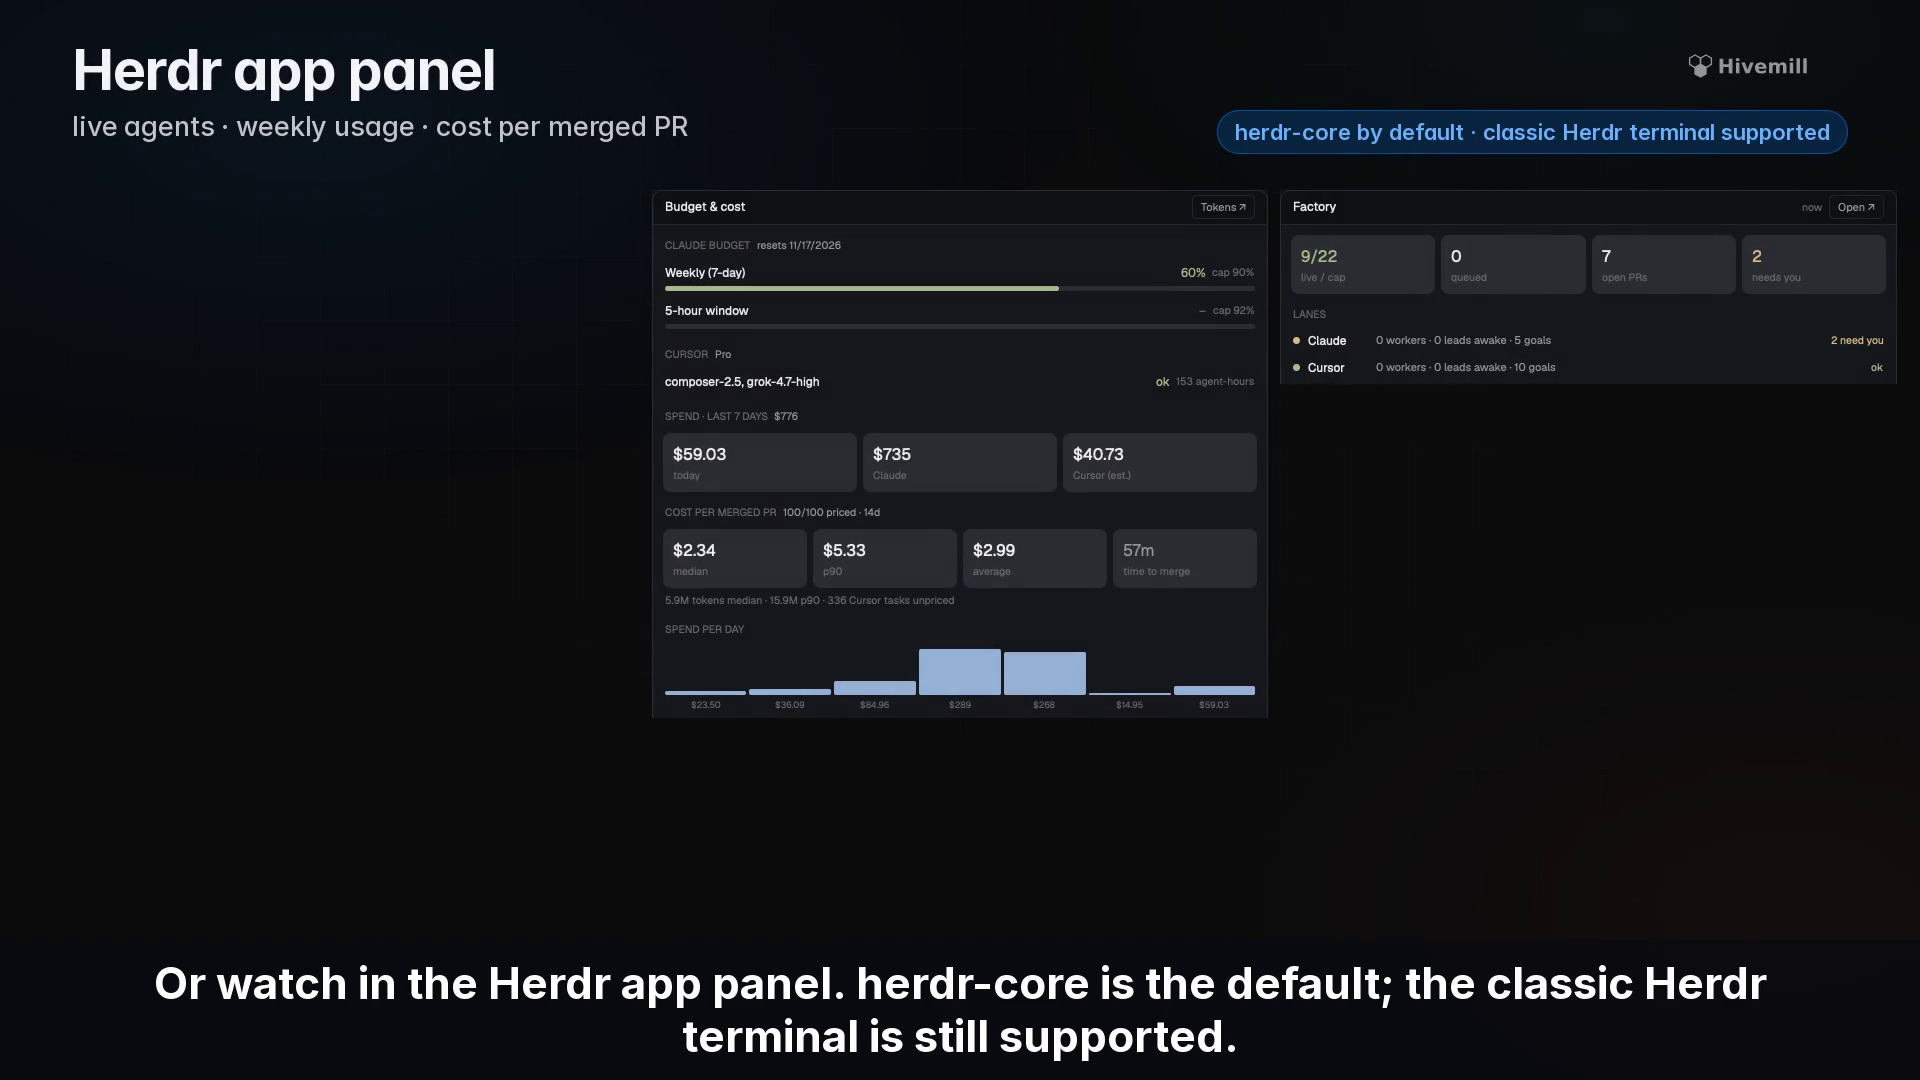 Herdr app panel
live agents · weekly usage · cost per merged PR
Hivemill
herdr-core by default · classic Herdr terminal supported
Budget & cost
Tokens ↗
CLAUDE BUDGET resets 11/17/2026
Weekly (7-day) 60% cap 90%
5-hour window – cap 92%
CURSOR Pro
composer-2.5, grok-4.7-high ok 153 agent-hours
SPEND · LAST 7 DAYS $776
$59.03 $735 $40.73
today Claude Cursor (est.)
COST PER MERGED PR 100/100 priced · 14d
$2.34 $5.33 $2.99 57m
median p90 average time to merge
5.9M tokens median · 15.9M p90 · 336 Cursor tasks unpriced
SPEND PER DAY
$23.50 $36.09 $84.96 $289 $268 $14.95 $59.03
Factory
now Open ↗
9/22 0 7 2
live / cap queued open PRs needs you
LANES
Claude 0 workers · 0 leads awake · 5 goals 2 need you
Cursor 0 workers · 0 leads awake · 10 goals ok
Or watch in the Herdr app panel. herdr-core is the default; the classic Herdr
terminal is still supported.